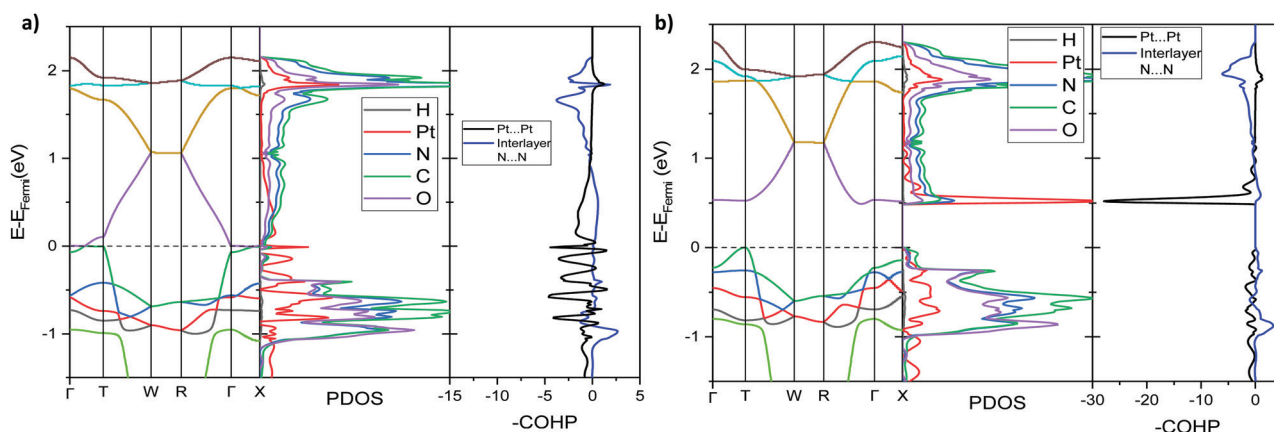 a)
E-E_Fermi(eV)
2
1
0
-1
Γ T W R Γ X
H
Pt
N
C
O
PDOS
-15
Pt...Pt
Interlayer
N...N
-10 -5 0 5
-COHP
b)
E-E_Fermi (eV)
2
1
0
-1
Γ T W R Γ X
H
Pt
N
C
O
PDOS
-30
Pt...Pt
Interlayer
N...N
-20 -10 0
-COHP